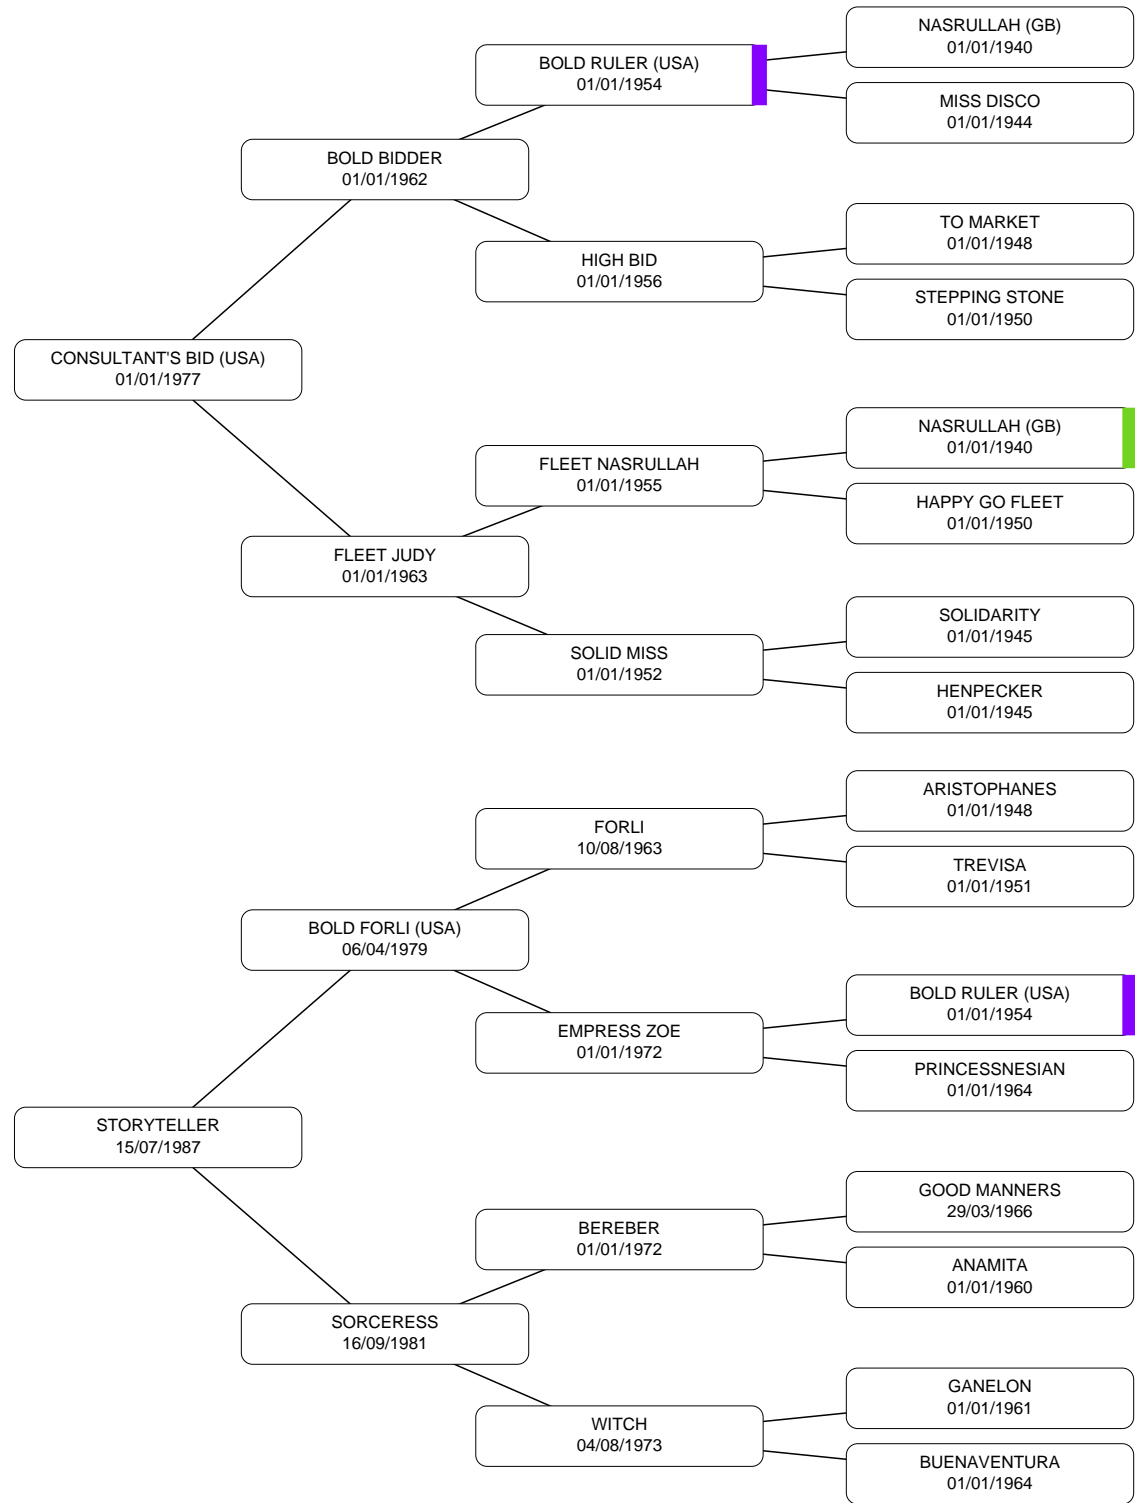 NASRULLAH (GB)
01/01/1940
BOLD RULER (USA)
01/01/1954
MISS DISCO
01/01/1944
BOLD BIDDER
01/01/1962
TO MARKET
01/01/1948
HIGH BID
01/01/1956
STEPPING STONE
01/01/1950
CONSULTANT'S BID (USA)
01/01/1977
NASRULLAH (GB)
01/01/1940
FLEET NASRULLAH
01/01/1955
HAPPY GO FLEET
01/01/1950
FLEET JUDY
01/01/1963
SOLIDARITY
01/01/1945
SOLID MISS
01/01/1952
HENPECKER
01/01/1945
ARISTOPHANES
01/01/1948
FORLI
10/08/1963
TREVISA
01/01/1951
BOLD FORLI (USA)
06/04/1979
BOLD RULER (USA)
01/01/1954
EMPRESS ZOE
01/01/1972
PRINCESSNESIAN
01/01/1964
STORYTELLER
15/07/1987
GOOD MANNERS
29/03/1966
BEREBER
01/01/1972
ANAMITA
01/01/1960
SORCERESS
16/09/1981
GANELON
01/01/1961
WITCH
04/08/1973
BUENAVENTURA
01/01/1964